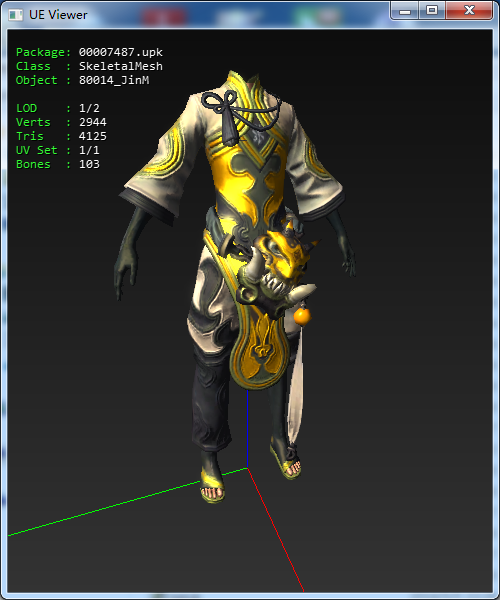 UE Viewer
Package: 00007487.upk
Class : SkeletalMesh
Object : 80014_JinM
LOD : 1/2
Verts : 2944
Tris : 4125
UV Set : 1/1
Bones : 103